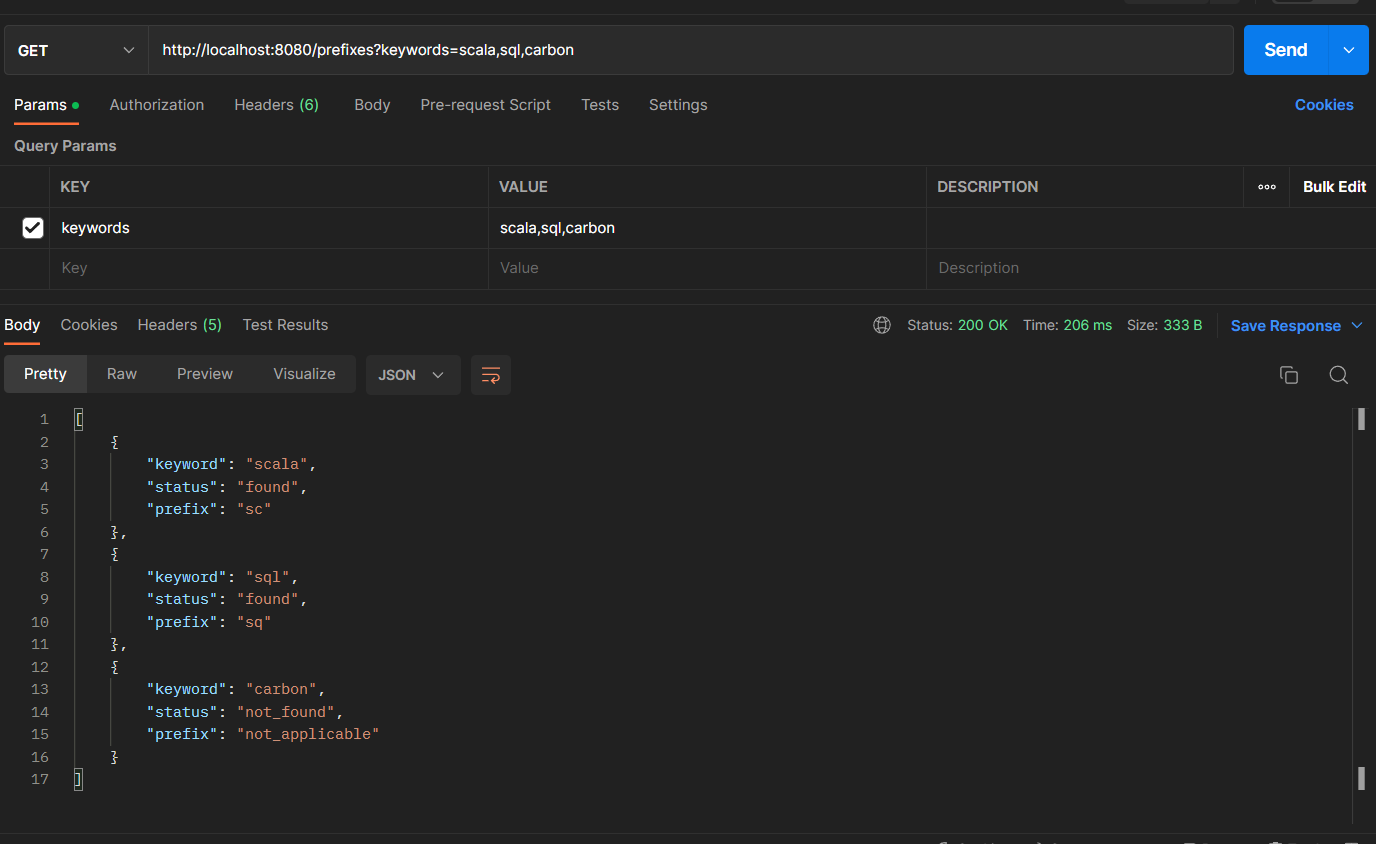 GET http://localhost:8080/prefixes?keywords=scala,sql,carbon Send
Params Authorization Headers (6) Body Pre-request Script Tests Settings Cookies
Query Params
KEY VALUE DESCRIPTION ooo Bulk Edit
keywords scala,sql,carbon
Key Value Description
Body Cookies Headers (5) Test Results Status: 200 OK Time: 206 ms Size: 333 B Save Response
Pretty Raw Preview Visualize JSON
1 [
2 {
3 "keyword": "scala",
4 "status": "found",
5 "prefix": "sc"
6 },
7 {
8 "keyword": "sql",
9 "status": "found",
10 "prefix": "sq"
11 },
12 {
13 "keyword": "carbon",
14 "status": "not_found",
15 "prefix": "not_applicable"
16 }
17 ]